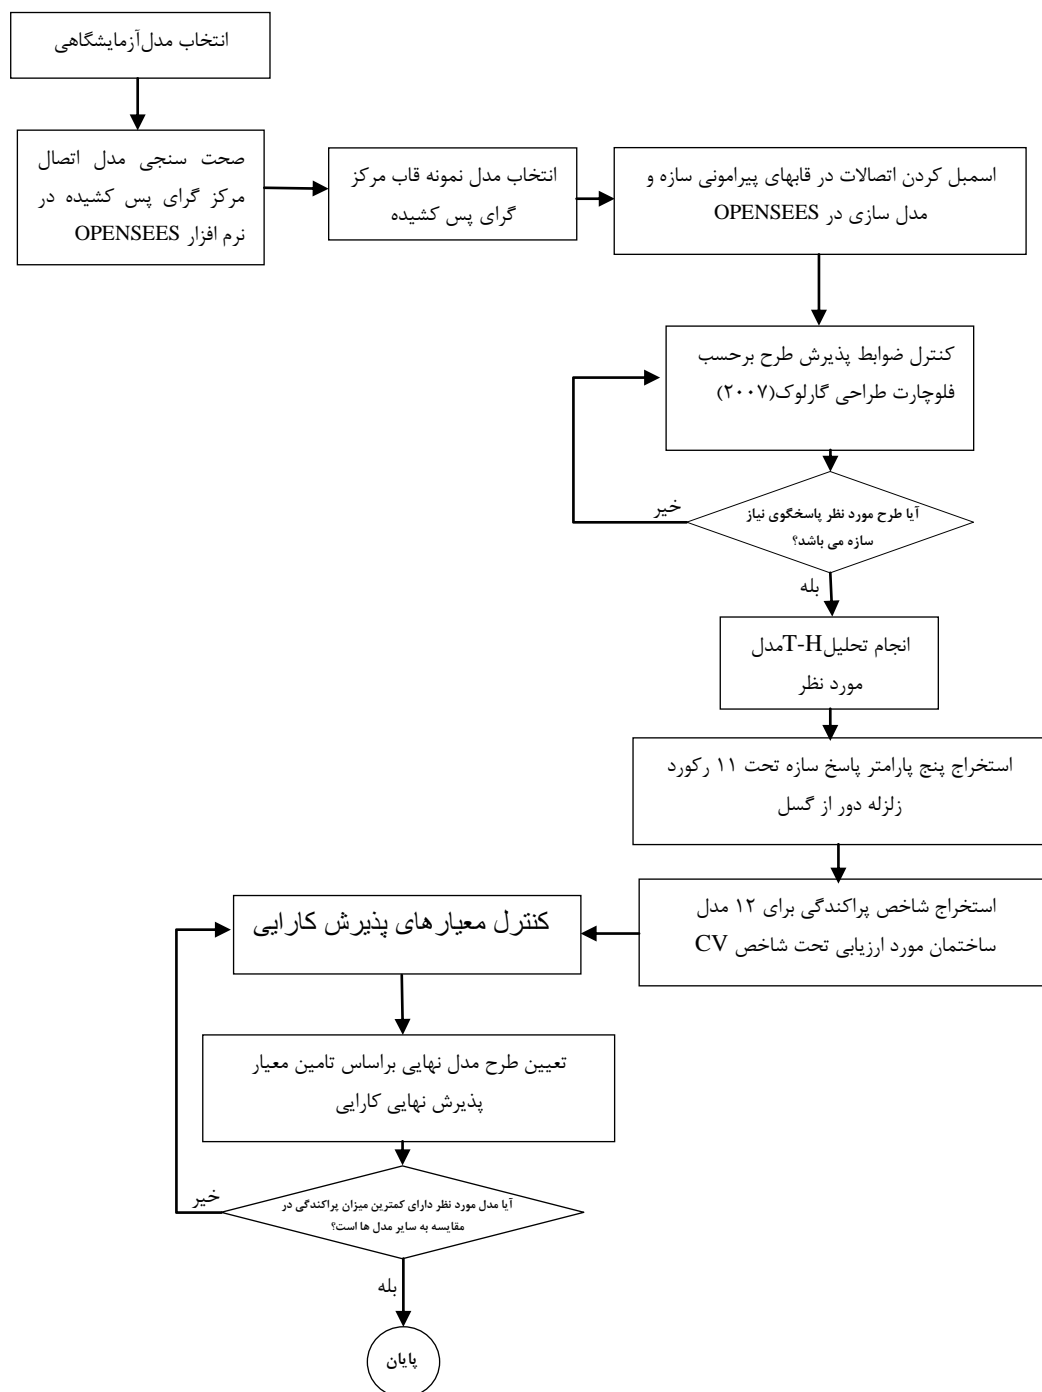 انتخاب مدل‌آزمایشگاهی
صحت سنجی مدل اتصال
مرکز گرای پس کشیده در
نرم افزار OPENSEES
انتخاب مدل نمونه قاب مرکز
گرای پس کشیده
اسمبل کردن اتصالات در قابهای پیرامونی سازه و
مدل سازی در OPENSEES
کنترل ضوابط پذیرش طرح برحسب
فلوچارت طراحی گارلوک(۲۰۰۷)
آیا طرح مورد نظر پاسخگوی نیاز
سازه می باشد؟
خیر
بله
انجام تحلیلT-Hمدل
مورد نظر
استخراج پنج پارامتر پاسخ سازه تحت ۱۱ رکورد
زلزله دور از گسل
استخراج شاخص پراکندگی برای ۱۲ مدل
ساختمان مورد ارزیابی تحت شاخص CV
کنترل معیارهای پذیرش کارایی
تعیین طرح مدل نهایی براساس تامین معیار
پذیرش نهایی کارایی
آیا مدل مورد نظر دارای کمترین میزان پراکندگی در
مقایسه به سایر مدل ها است؟
خیر
بله
پایان